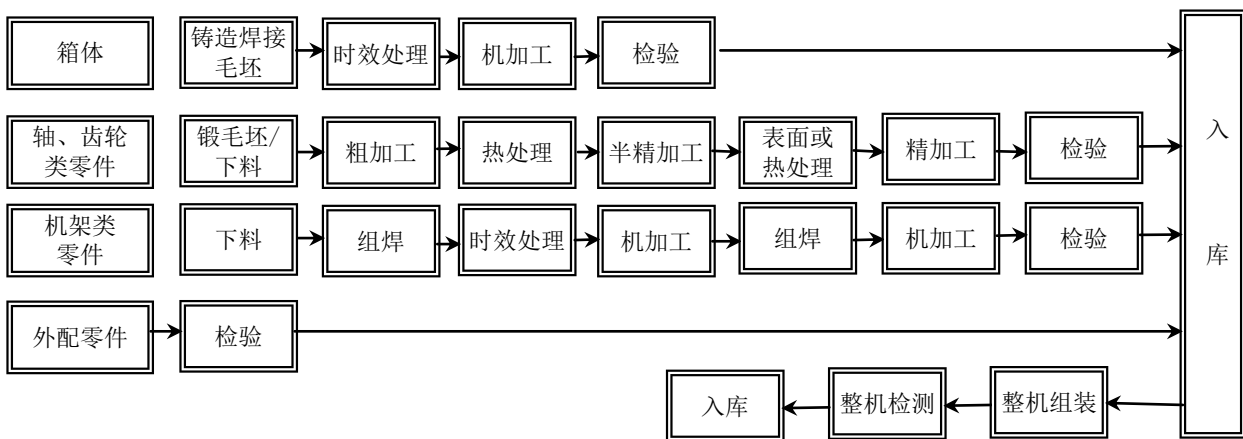 箱体
铸造焊接
毛坯
时效处理
机加工
检验
轴、齿轮
类零件
锻毛坯/
下料
粗加工
热处理
半精加工
表面或
热处理
精加工
检验
机架类
零件
下料
组焊
时效处理
机加工
组焊
机加工
检验
外配零件
检验
入
库
入库
整机检测
整机组装